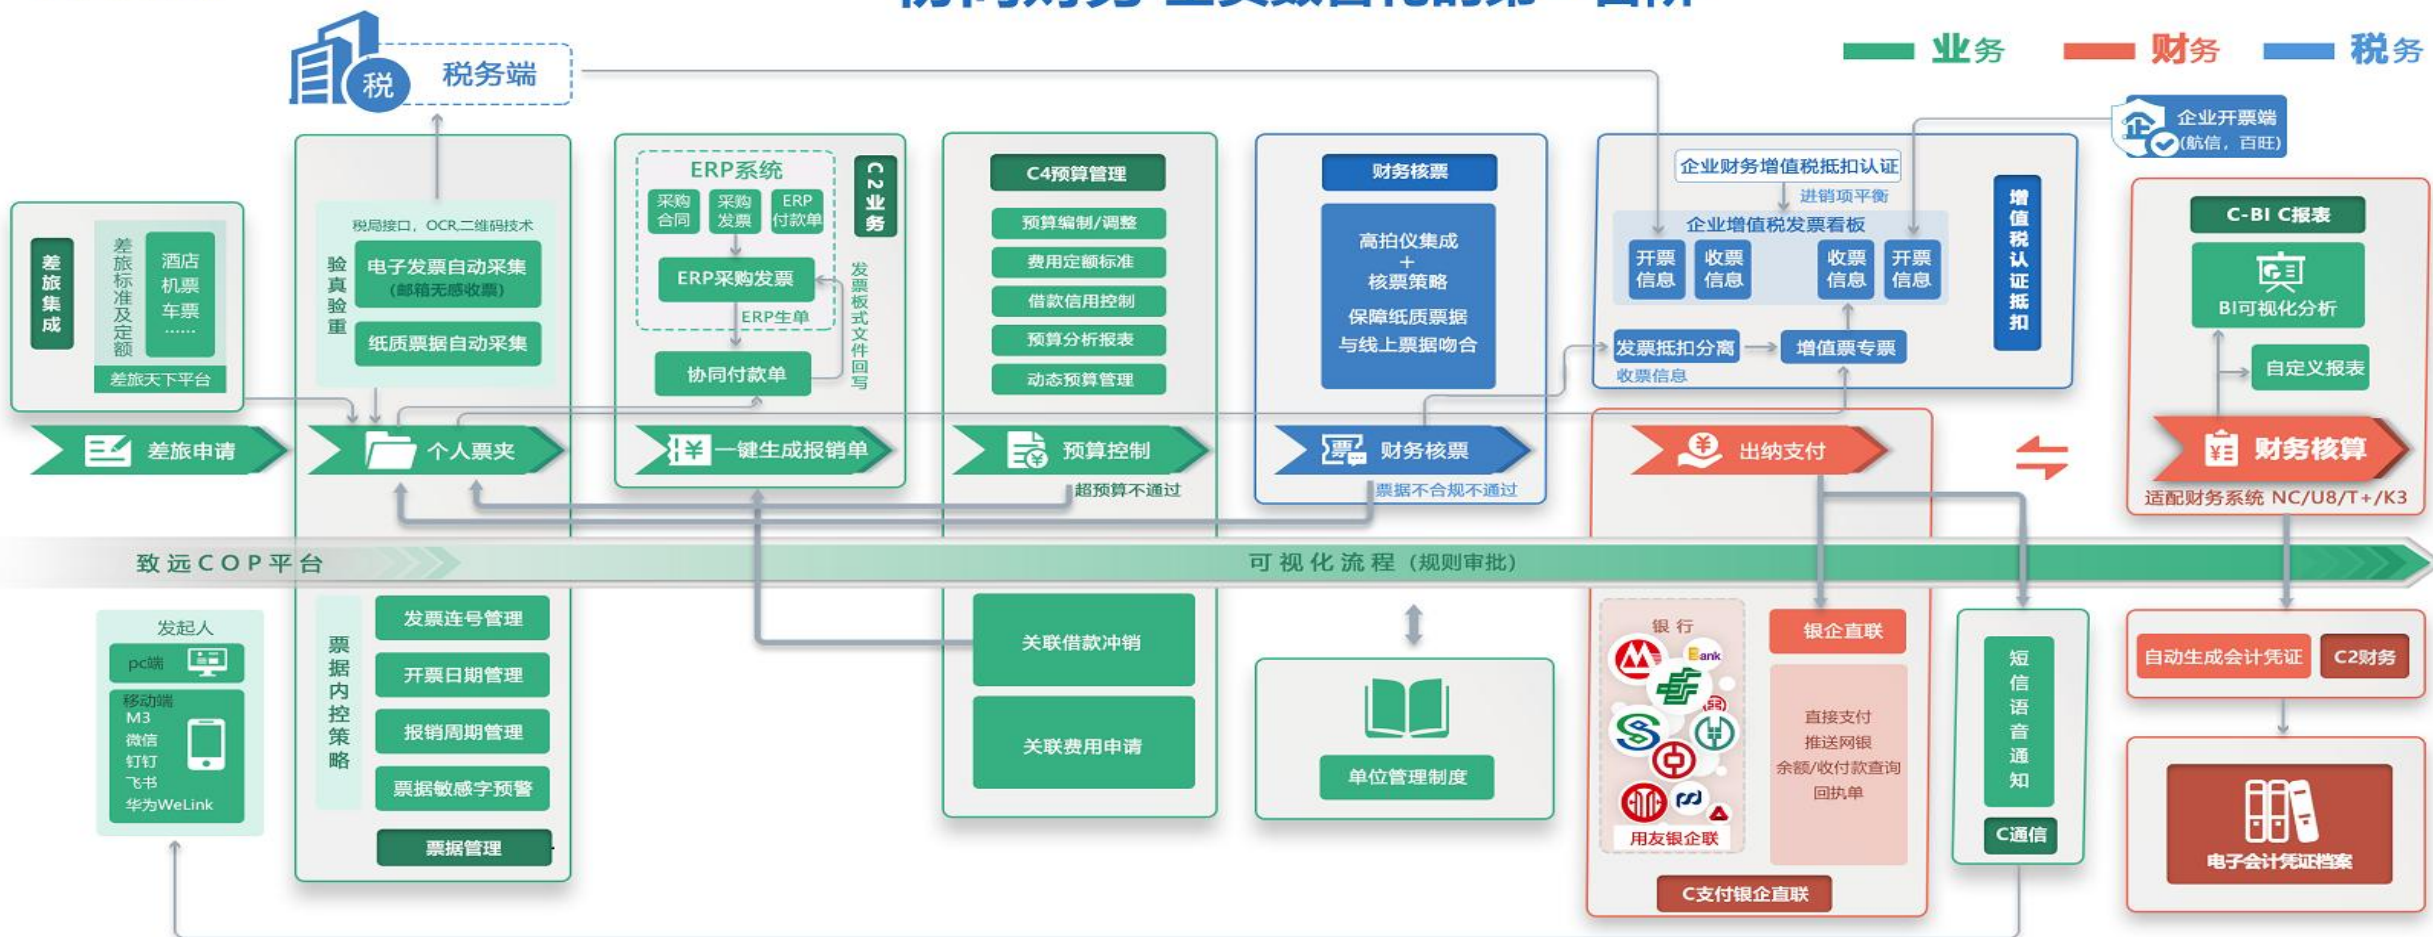 业务
财务
税务
税
税务端
企业开票端
(航信，百旺)
差旅集成
差旅标准及定额
酒店
机票
车票
......
差旅天下平台
差旅申请
税局接口，OCR二维码技术
验真验重
电子发票自动采集
(邮箱无感收票)
纸质票据自动采集
个人票夹
ERP系统
采购
合同
采购
发票
ERP
付款单
C2业务
ERP采购发票
ERP生单
发票板式文件回写
协同付款单
一键生成报销单
C4预算管理
预算编制/调整
费用定额标准
借款信用控制
预算分析报表
动态预算管理
预算控制
超预算不通过
财务核票
高拍仪集成
+
核票策略
保障纸质票据
与线上票据吻合
财务核票
票据不合规不通过
企业财务增值税抵扣认证
进销项平衡
企业增值税发票看板
开票
信息
收票
信息
收票
信息
开票
信息
发票抵扣分离
收票信息
增值票专票
增值税认证抵扣
出纳支付
C-BI C报表
BI可视化分析
自定义报表
财务核算
适配财务系统 NC/U8/T+/K3
致远COP平台
可视化流程（规则审批）
发起人
pc端
移动端
M3
微信
钉钉
飞书
华为WeLink
票据内控策略
发票连号管理
开票日期管理
报销周期管理
票据敏感字预警
票据管理
关联借款冲销
关联费用申请
单位管理制度
银行
Bank
用友银企联
银企直联
直接支付
推送网银
余额/收付款查询
回执单
C支付银企直联
短信语音通知
C通信
自动生成会计凭证
C2财务
电子会计凭证档案